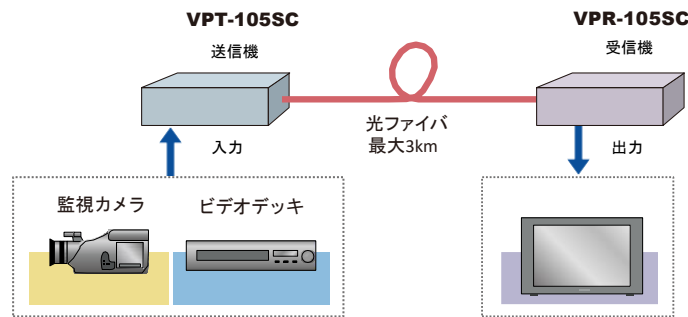 VPT-105SC
送信機
VPR-105SC
受信機
光ファイバ
最大3km
入力
出力
監視カメラ
ビデオデッキ